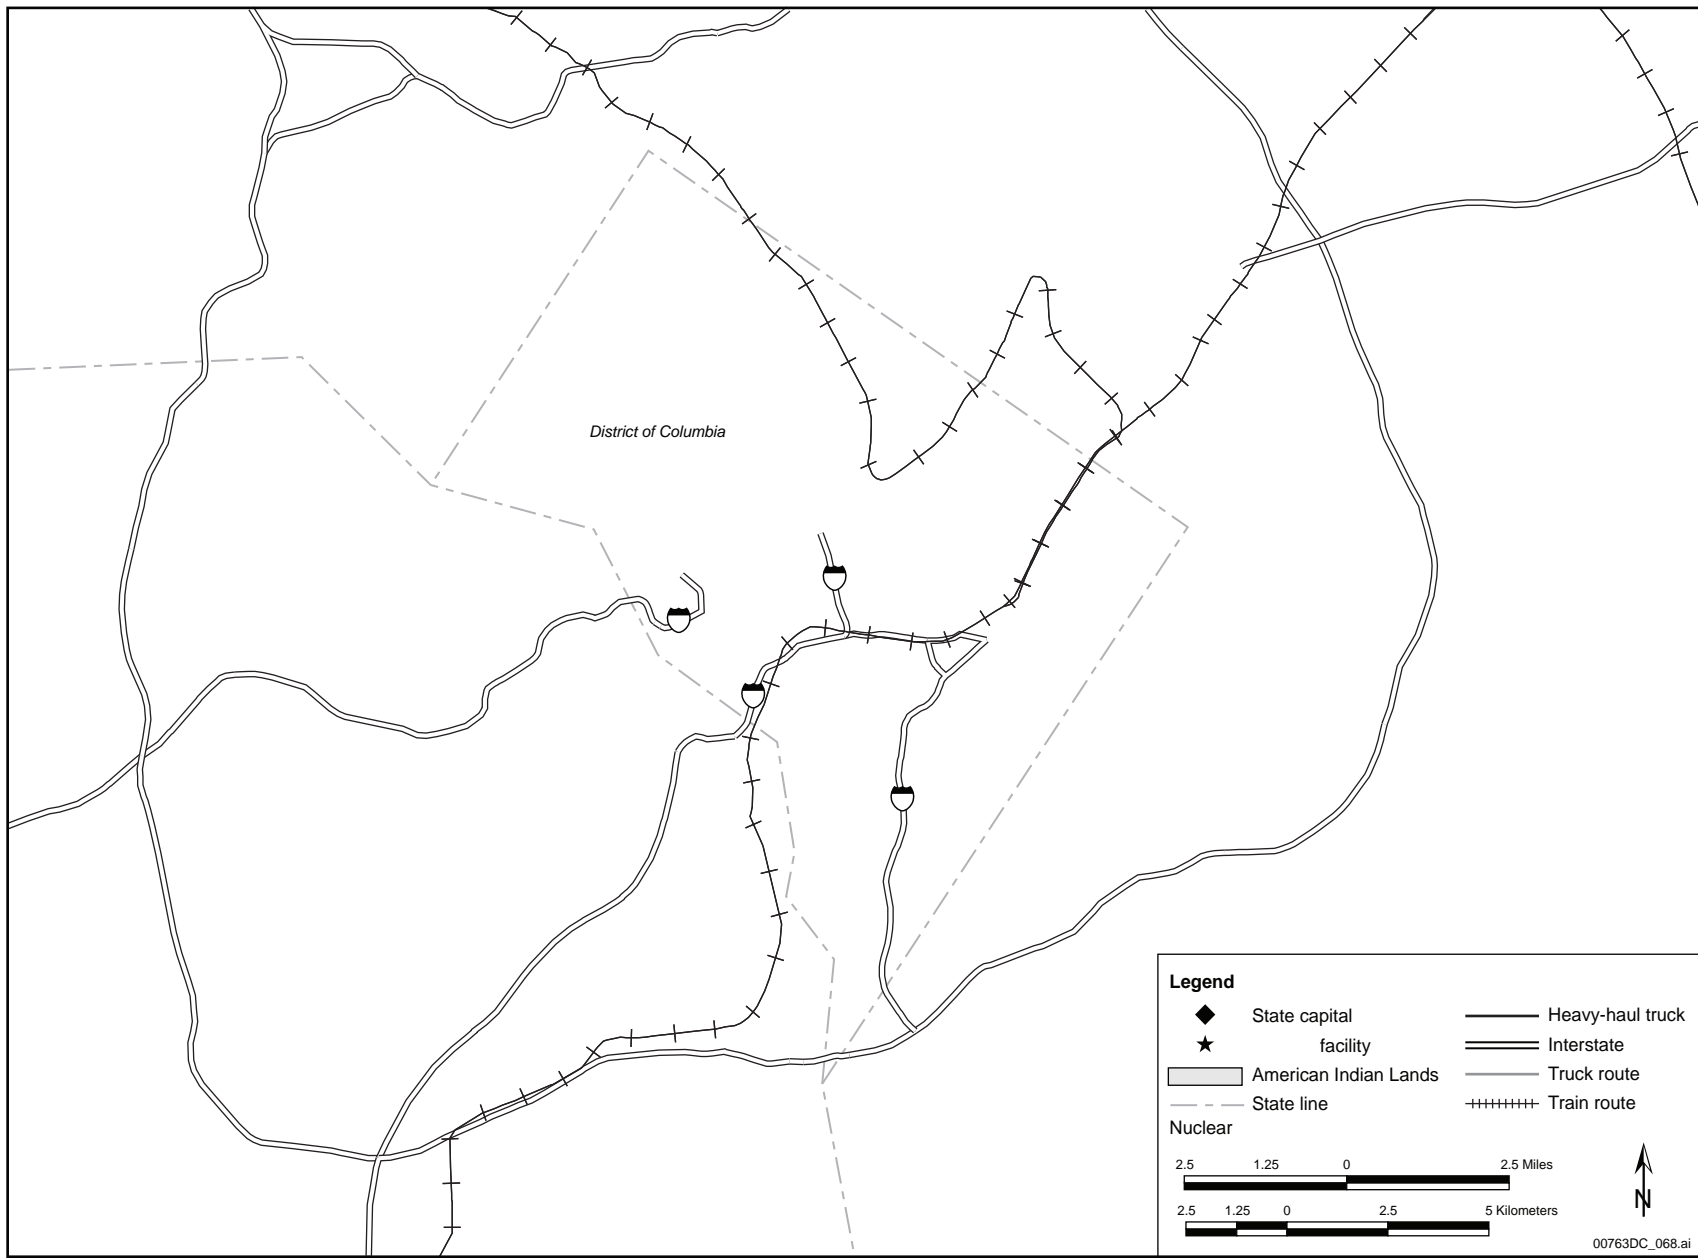 District of Columbia
Legend
State capital
facility
American Indian Lands
State line
Nuclear
Heavy-haul truck
Interstate
Truck route
Train route
2.5 1.25 0 2.5 Miles
2.5 1.25 0 2.5 5 Kilometers
N
00763DC_068.ai